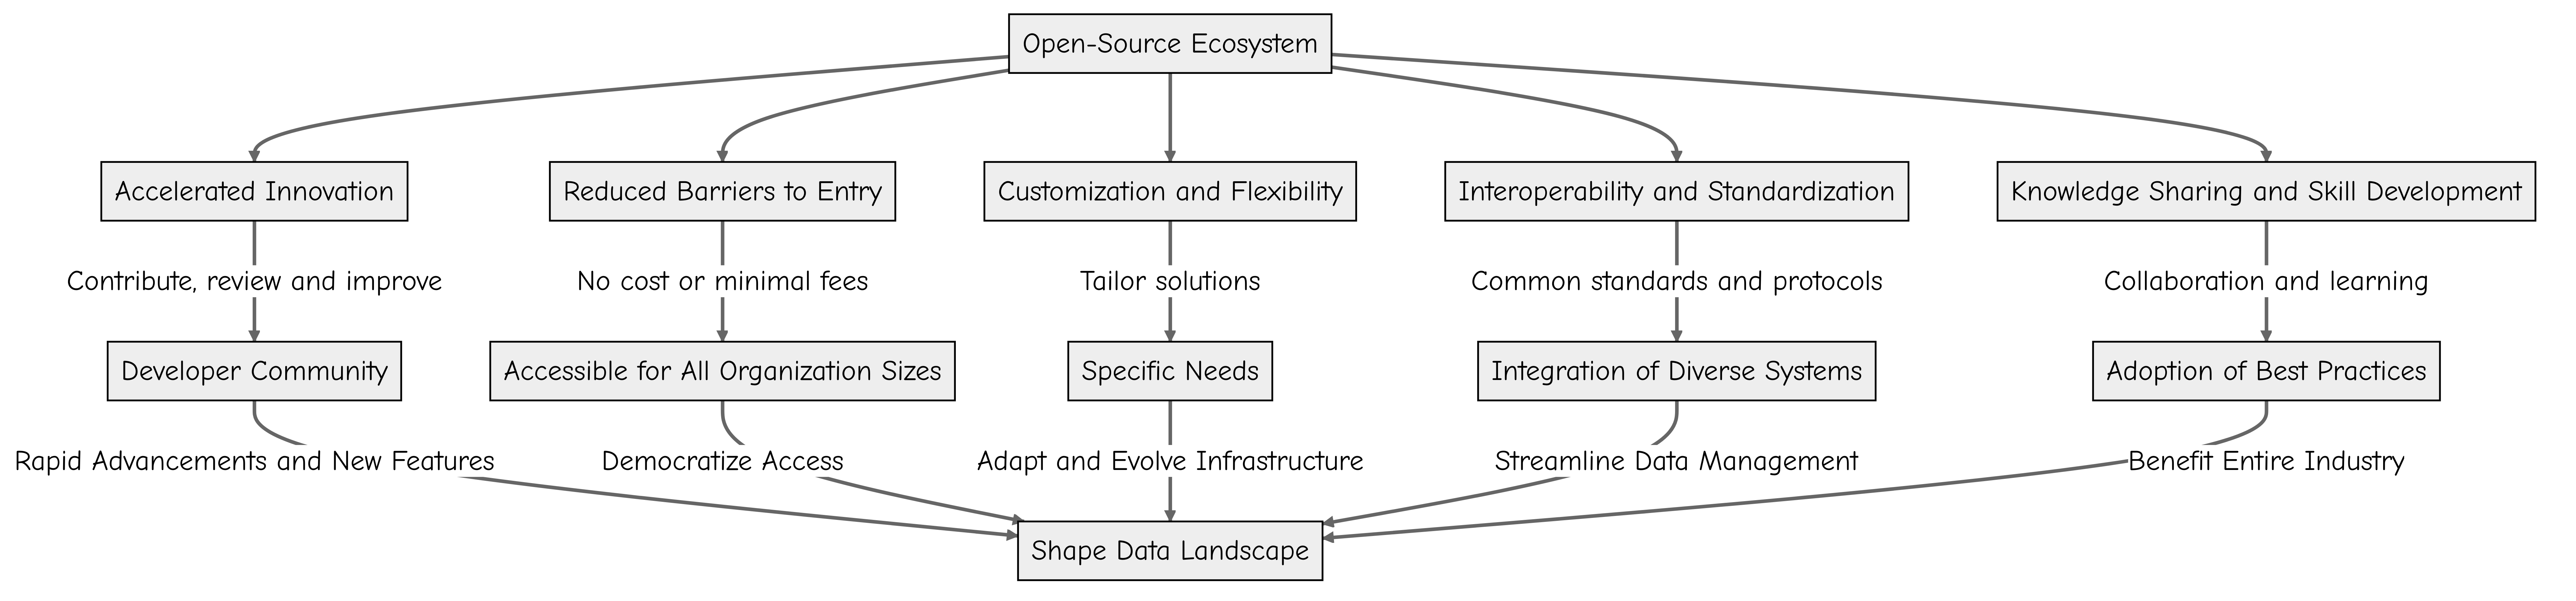 Open-Source Ecosystem
Accelerated Innovation
Reduced Barriers to Entry
Customization and Flexibility
Interoperability and Standardization
Knowledge Sharing and Skill Development
Contribute, review and improve
No cost or minimal fees
Tailor solutions
Common standards and protocols
Collaboration and learning
Developer Community
Accessible for All Organization Sizes
Specific Needs
Integration of Diverse Systems
Adoption of Best Practices
Rapid Advancements and New Features
Democratize Access
Adapt and Evolve Infrastructure
Streamline Data Management
Benefit Entire Industry
Shape Data Landscape